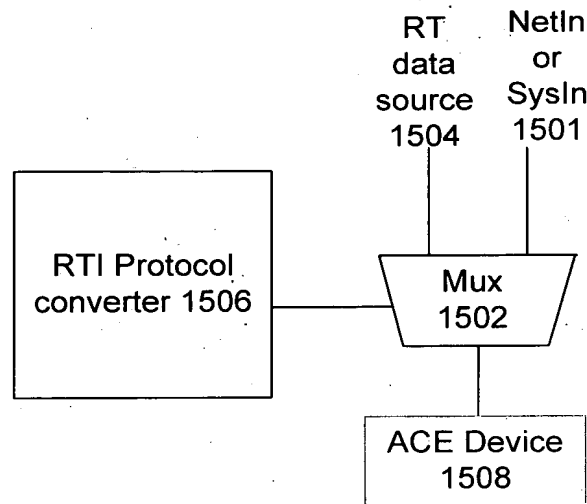 RT
data
source
1504
NetIn
or
SysIn
1501
RTI Protocol
converter 1506
Mux
1502
ACE Device
1508